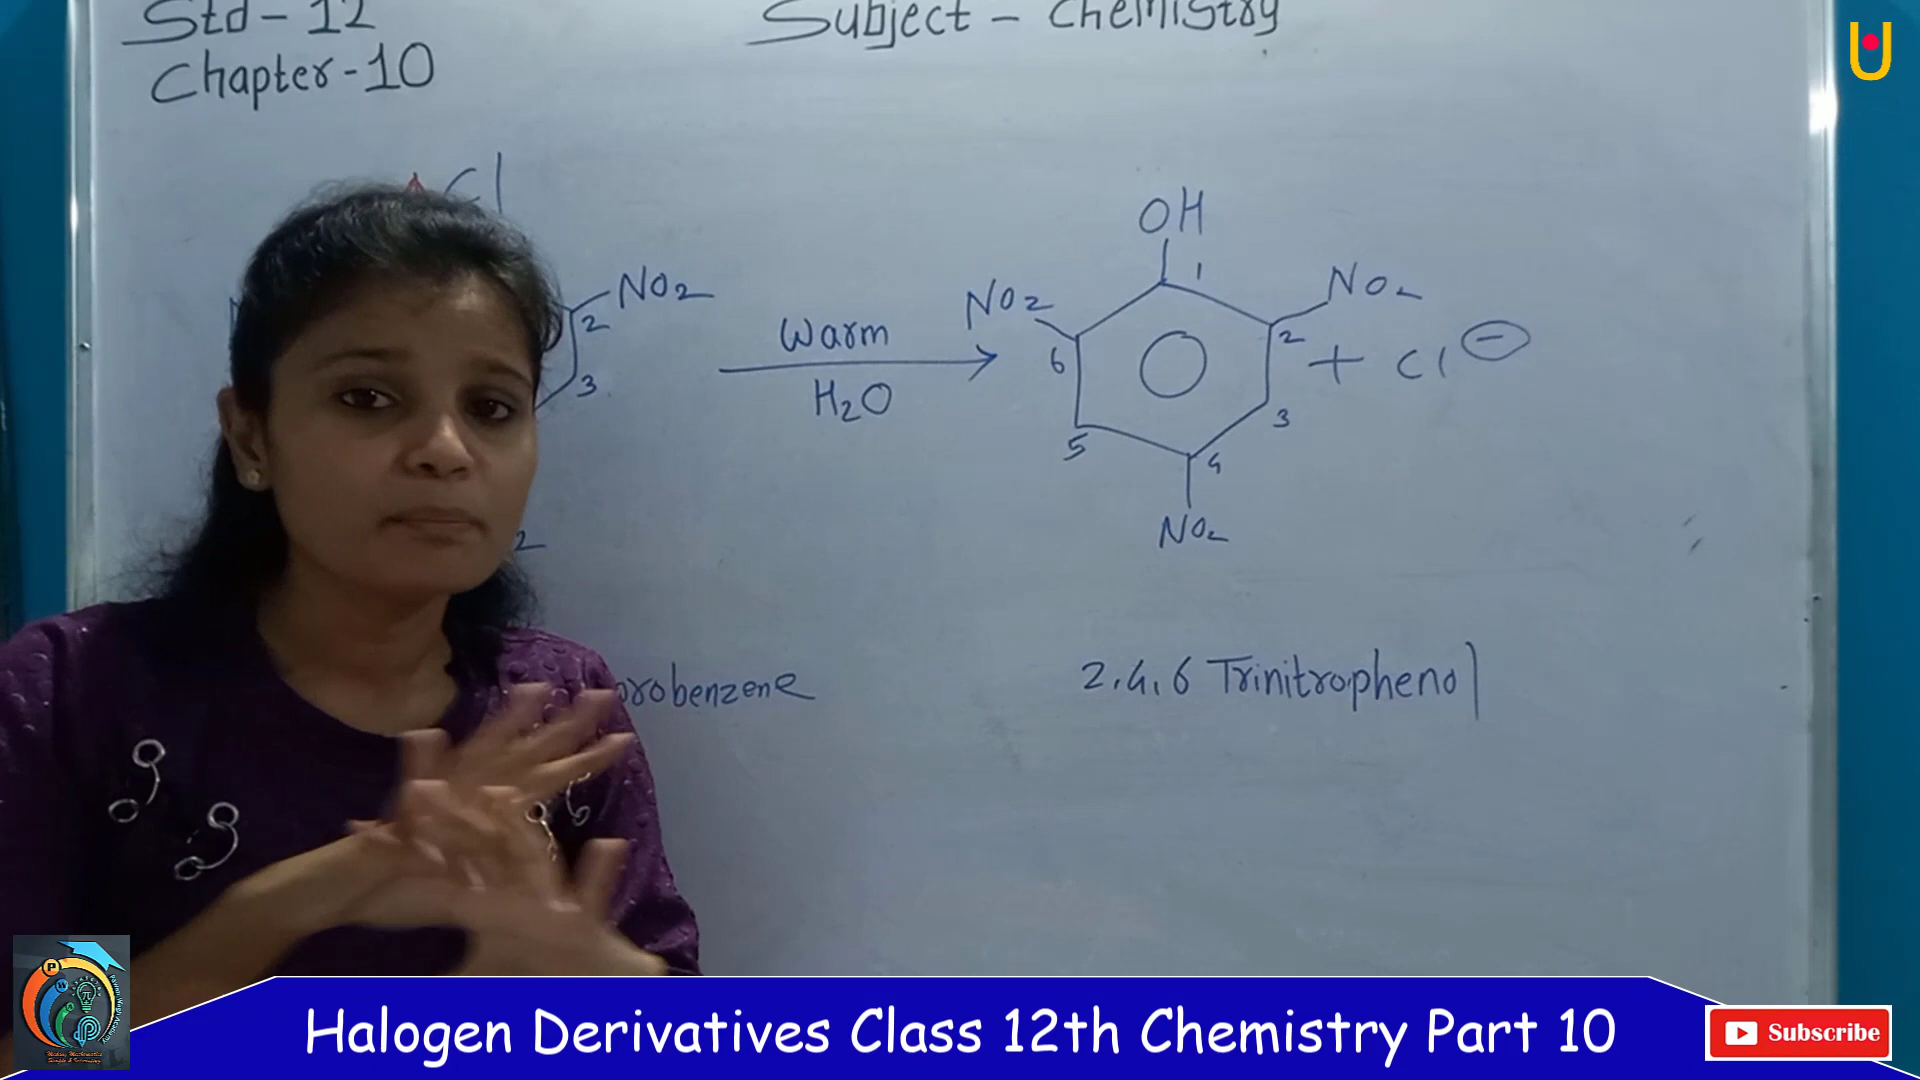 Std - 12
Subject - Chemistry
Chapter - 10
Cl
OH
NO2
Warm
H2O
2
3
NO2
1
NO2
6
2
+ Cl ⊖
5
3
4
NO2
2
orobenzene
2,4,6 Trinitrophenol
Halogen Derivatives Class 12th Chemistry Part 10
Subscribe